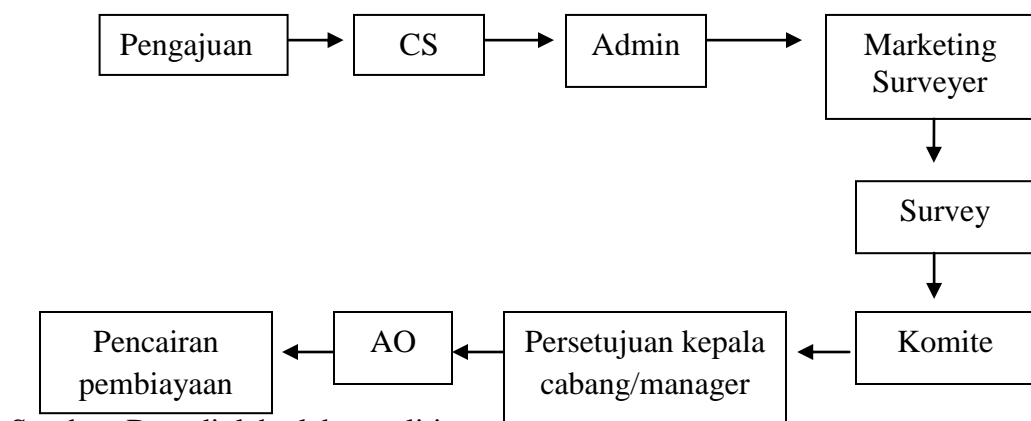 Pengajuan
CS
Admin
Marketing
Surveyer
Survey
Komite
Persetujuan kepala
cabang/manager
AO
Pencairan
pembiayaan